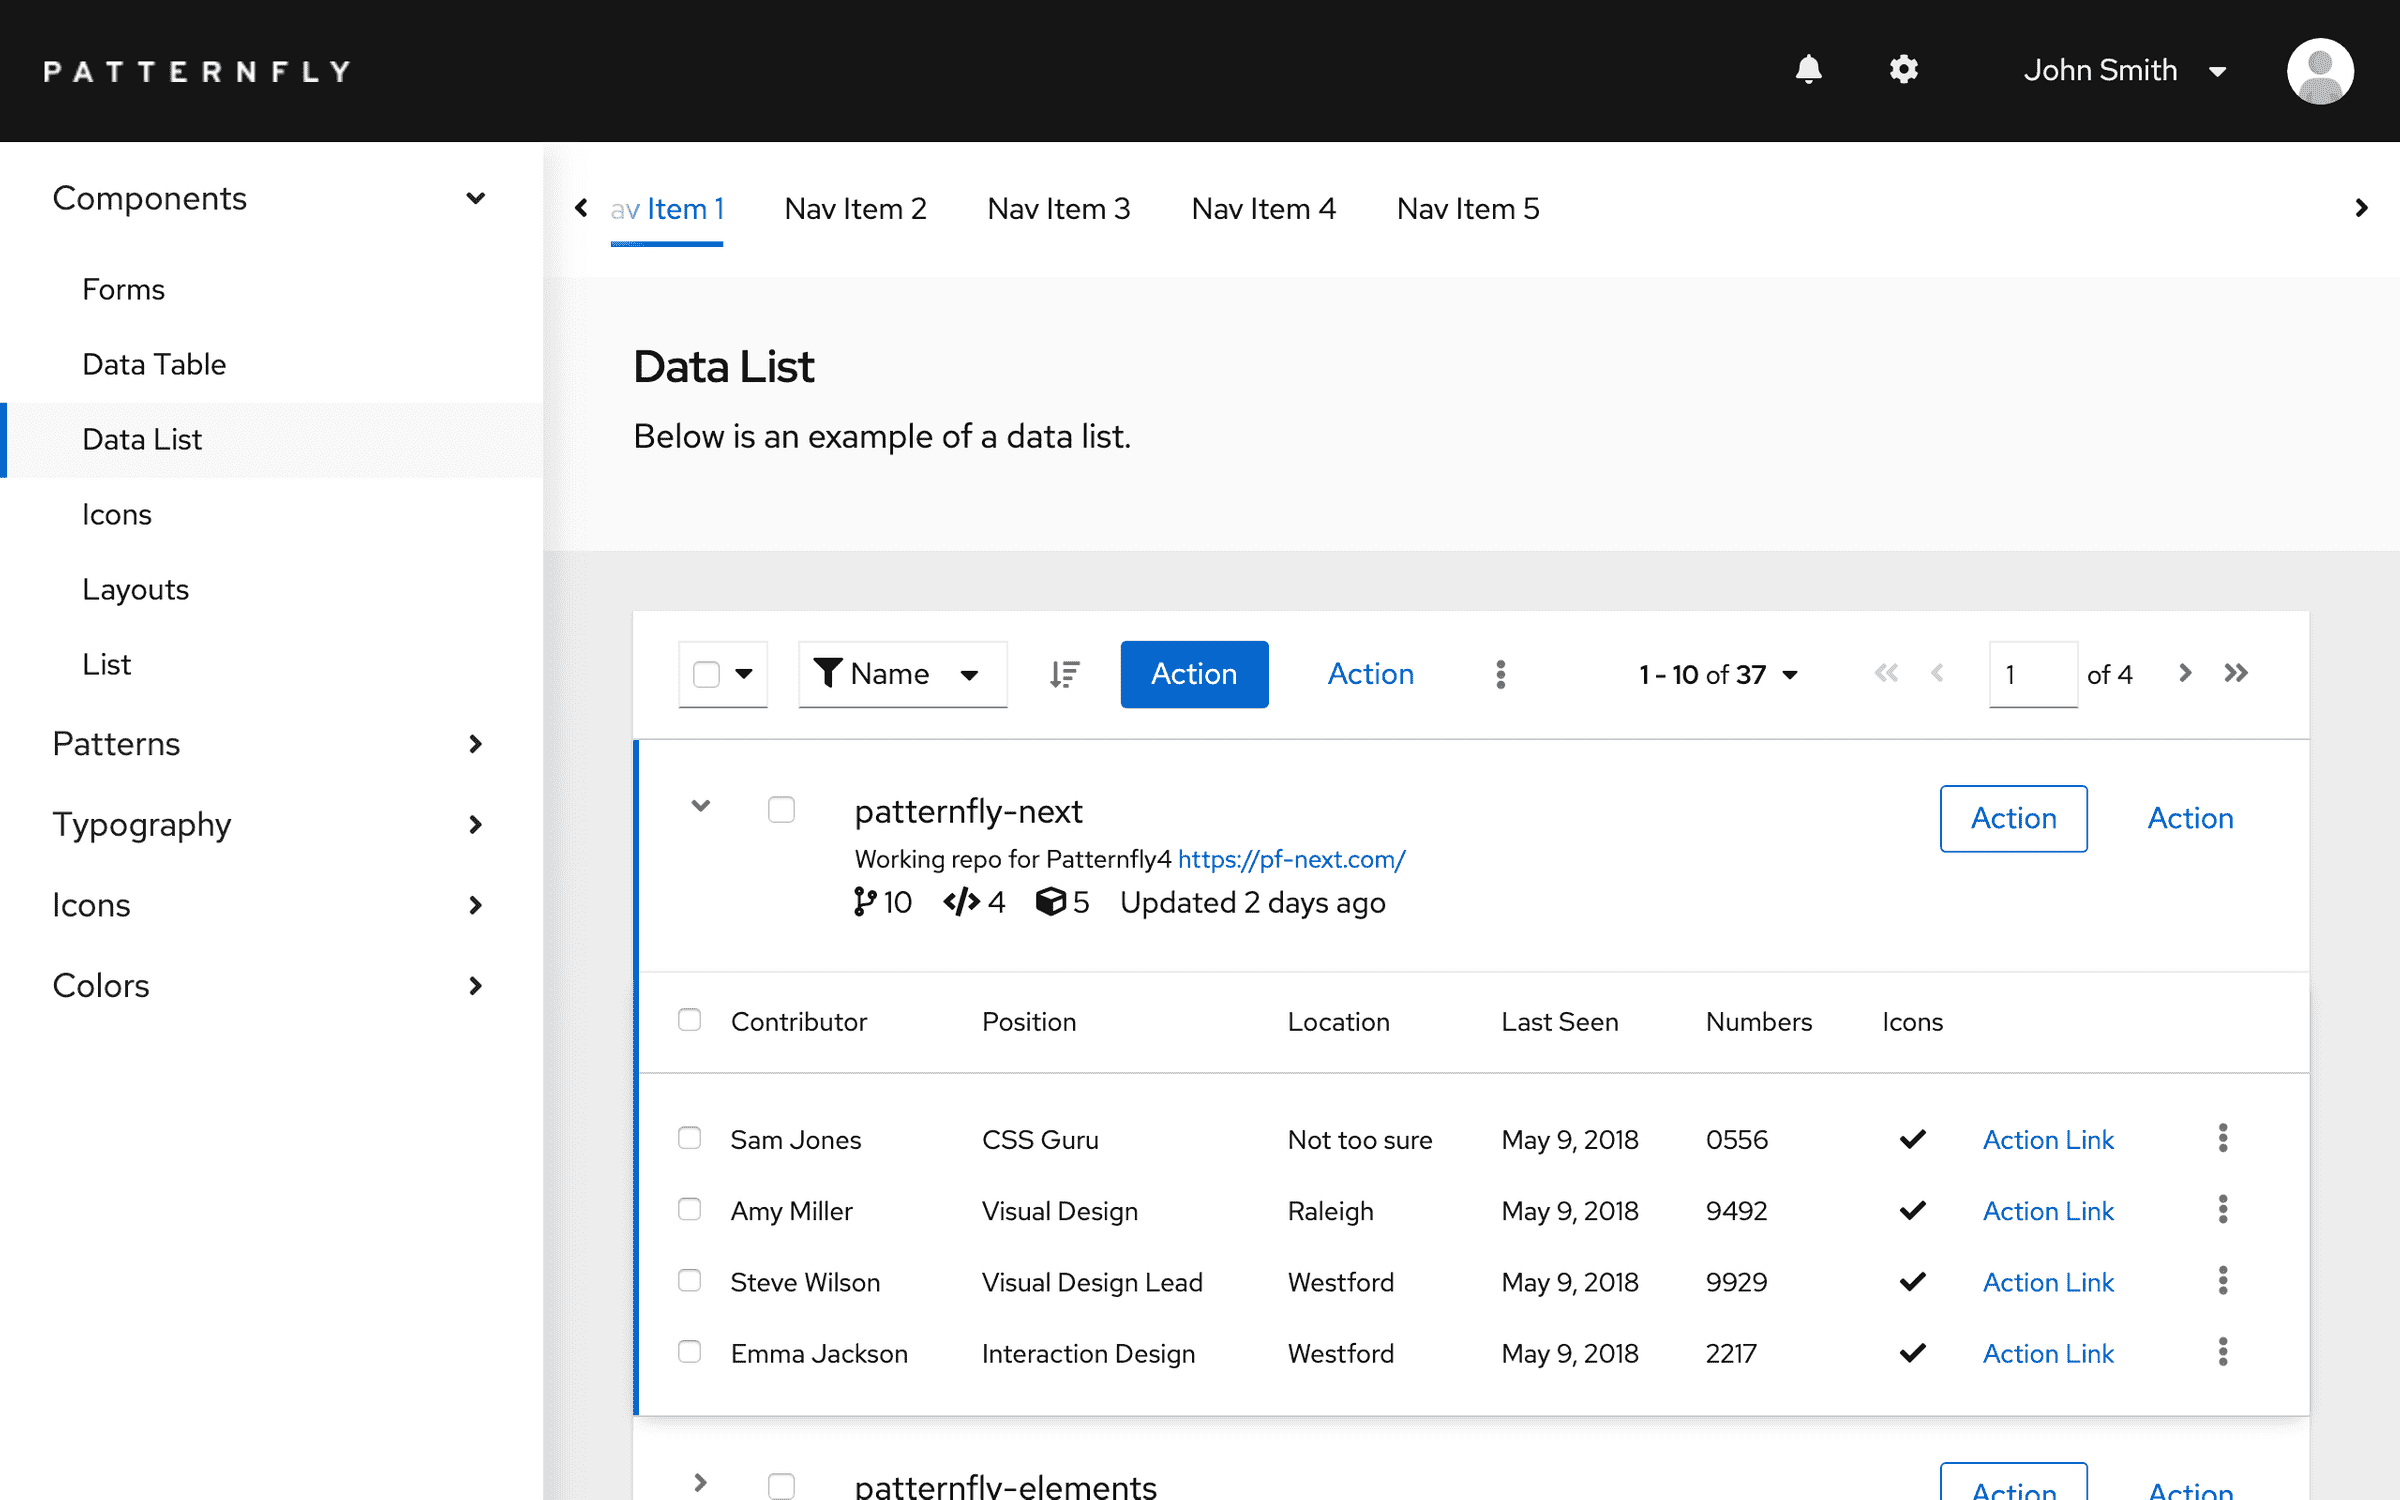 PATTERNFLY
John Smith
Components
Forms
Data Table
Data List
Icons
Layouts
List
Patterns
Typography
Icons
Colors
av Item 1 Nav Item 2 Nav Item 3 Nav Item 4 Nav Item 5
Data List
Below is an example of a data list.
Name Action Action 1 - 10 of 37 1 of 4
patternfly-next Action Action
Working repo for Patternfly4 https://pf-next.com/
10 4 5 Updated 2 days ago
Contributor Position Location Last Seen Numbers Icons
Sam Jones CSS Guru Not too sure May 9, 2018 0556 Action Link
Amy Miller Visual Design Raleigh May 9, 2018 9492 Action Link
Steve Wilson Visual Design Lead Westford May 9, 2018 9929 Action Link
Emma Jackson Interaction Design Westford May 9, 2018 2217 Action Link
patternfly-elements Action Action